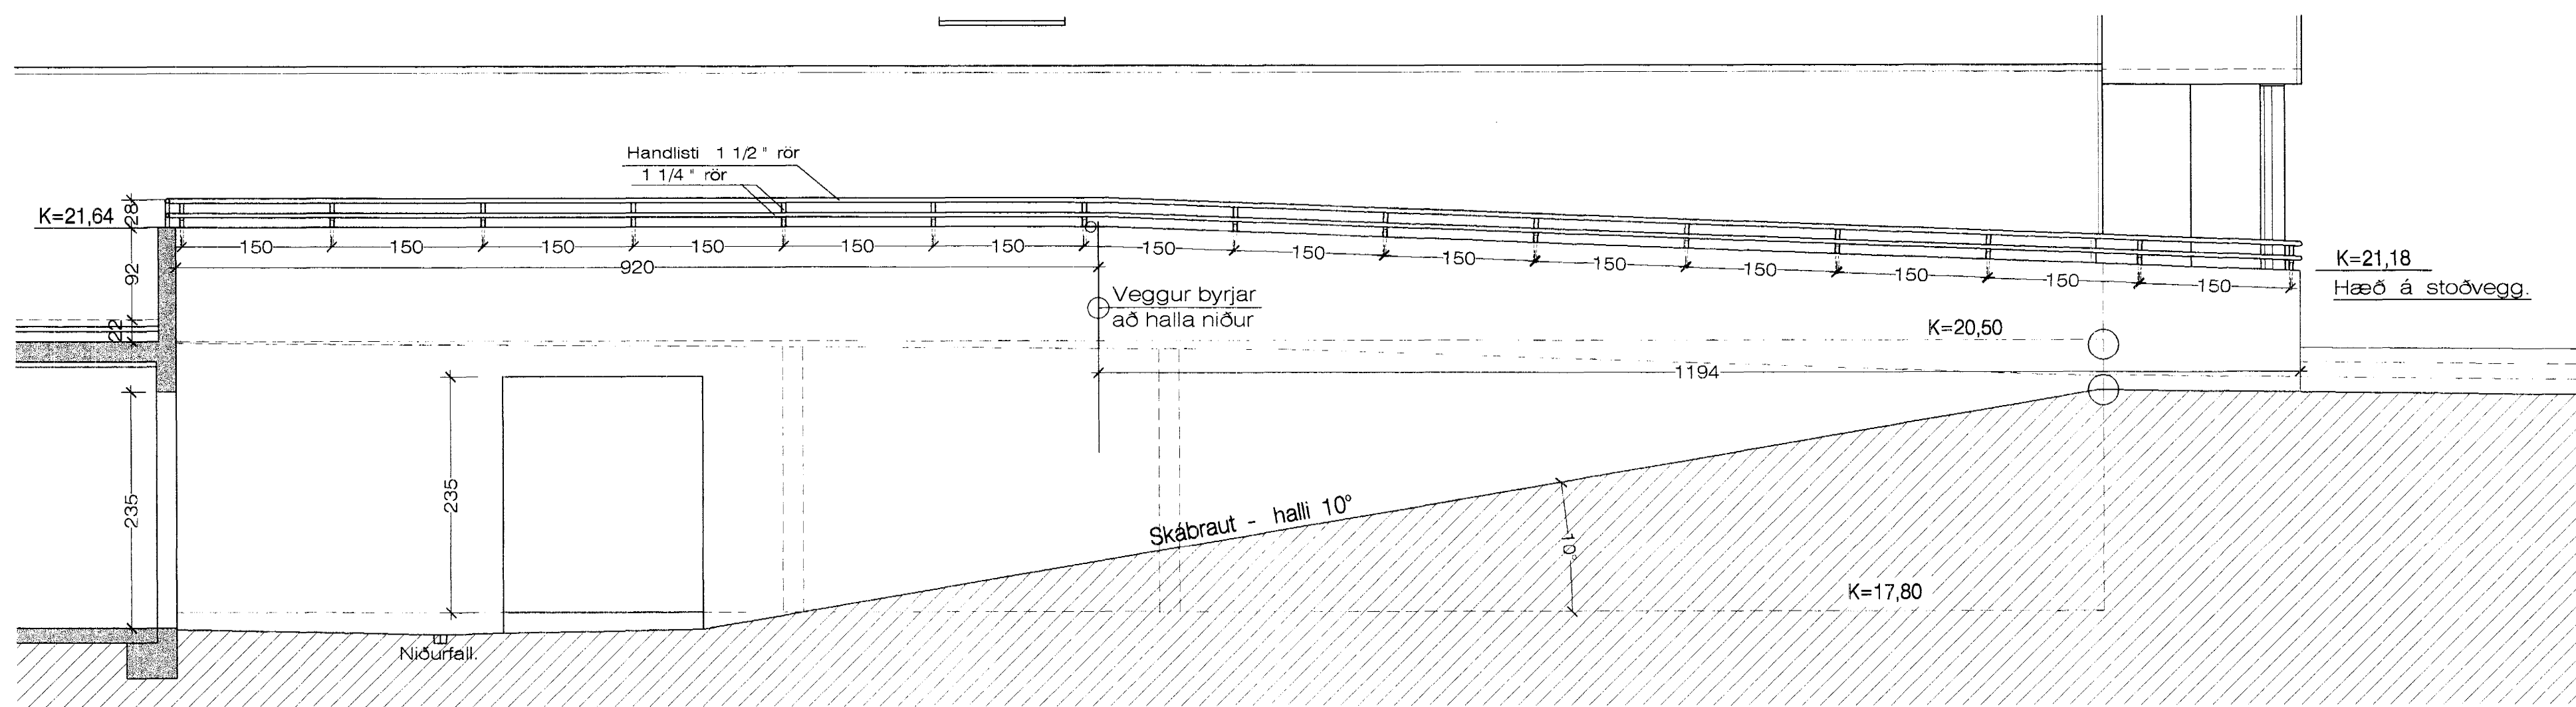 Handlisti 1 1/2 " rör
1 1/4 " rör
K=21,64
28
150
150
150
150
150
150
150
150
150
150
150
150
150
150
920
92
22
Veggur byrjar
að halla niður
K=21,18
Hæð á stoðvegg.
K=20,50
1194
235
235
Skábraut - halli 10°
10°
K=17,80
Niðurfall.